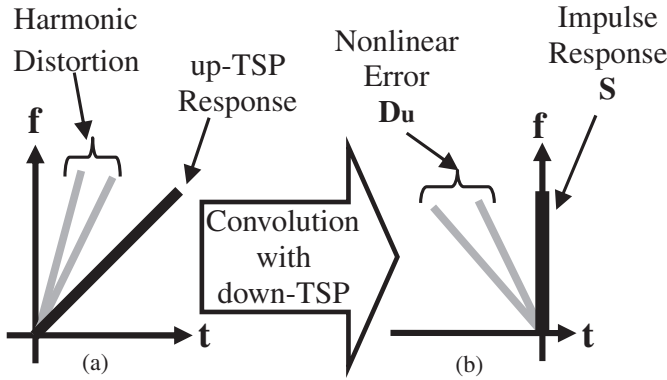 Harmonic
Distortion
up-TSP
Response
f
t
(a)
Convolution
with
down-TSP
Nonlinear
Error
Du
Impulse
Response
S
f
t
(b)